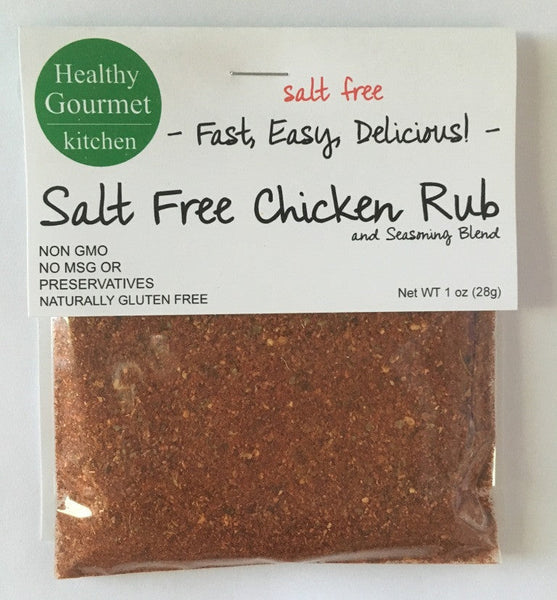 Healthy
Gourmet
kitchen
salt free
- Fast, Easy, Delicious! -
Salt Free Chicken Rub
and Seasoning Blend
NON GMO
NO MSG OR
PRESERVATIVES
NATURALLY GLUTEN FREE
Net WT 1 oz (28g)